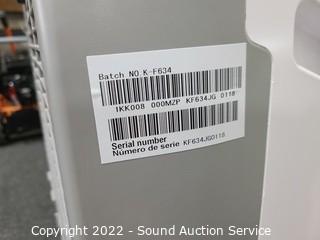 Batch NO.K-F634
1KK008 000MZP KF634JG 0118
Serial number
Número de serie KF634JG0118
Copyright 2022 - Sound Auction Service